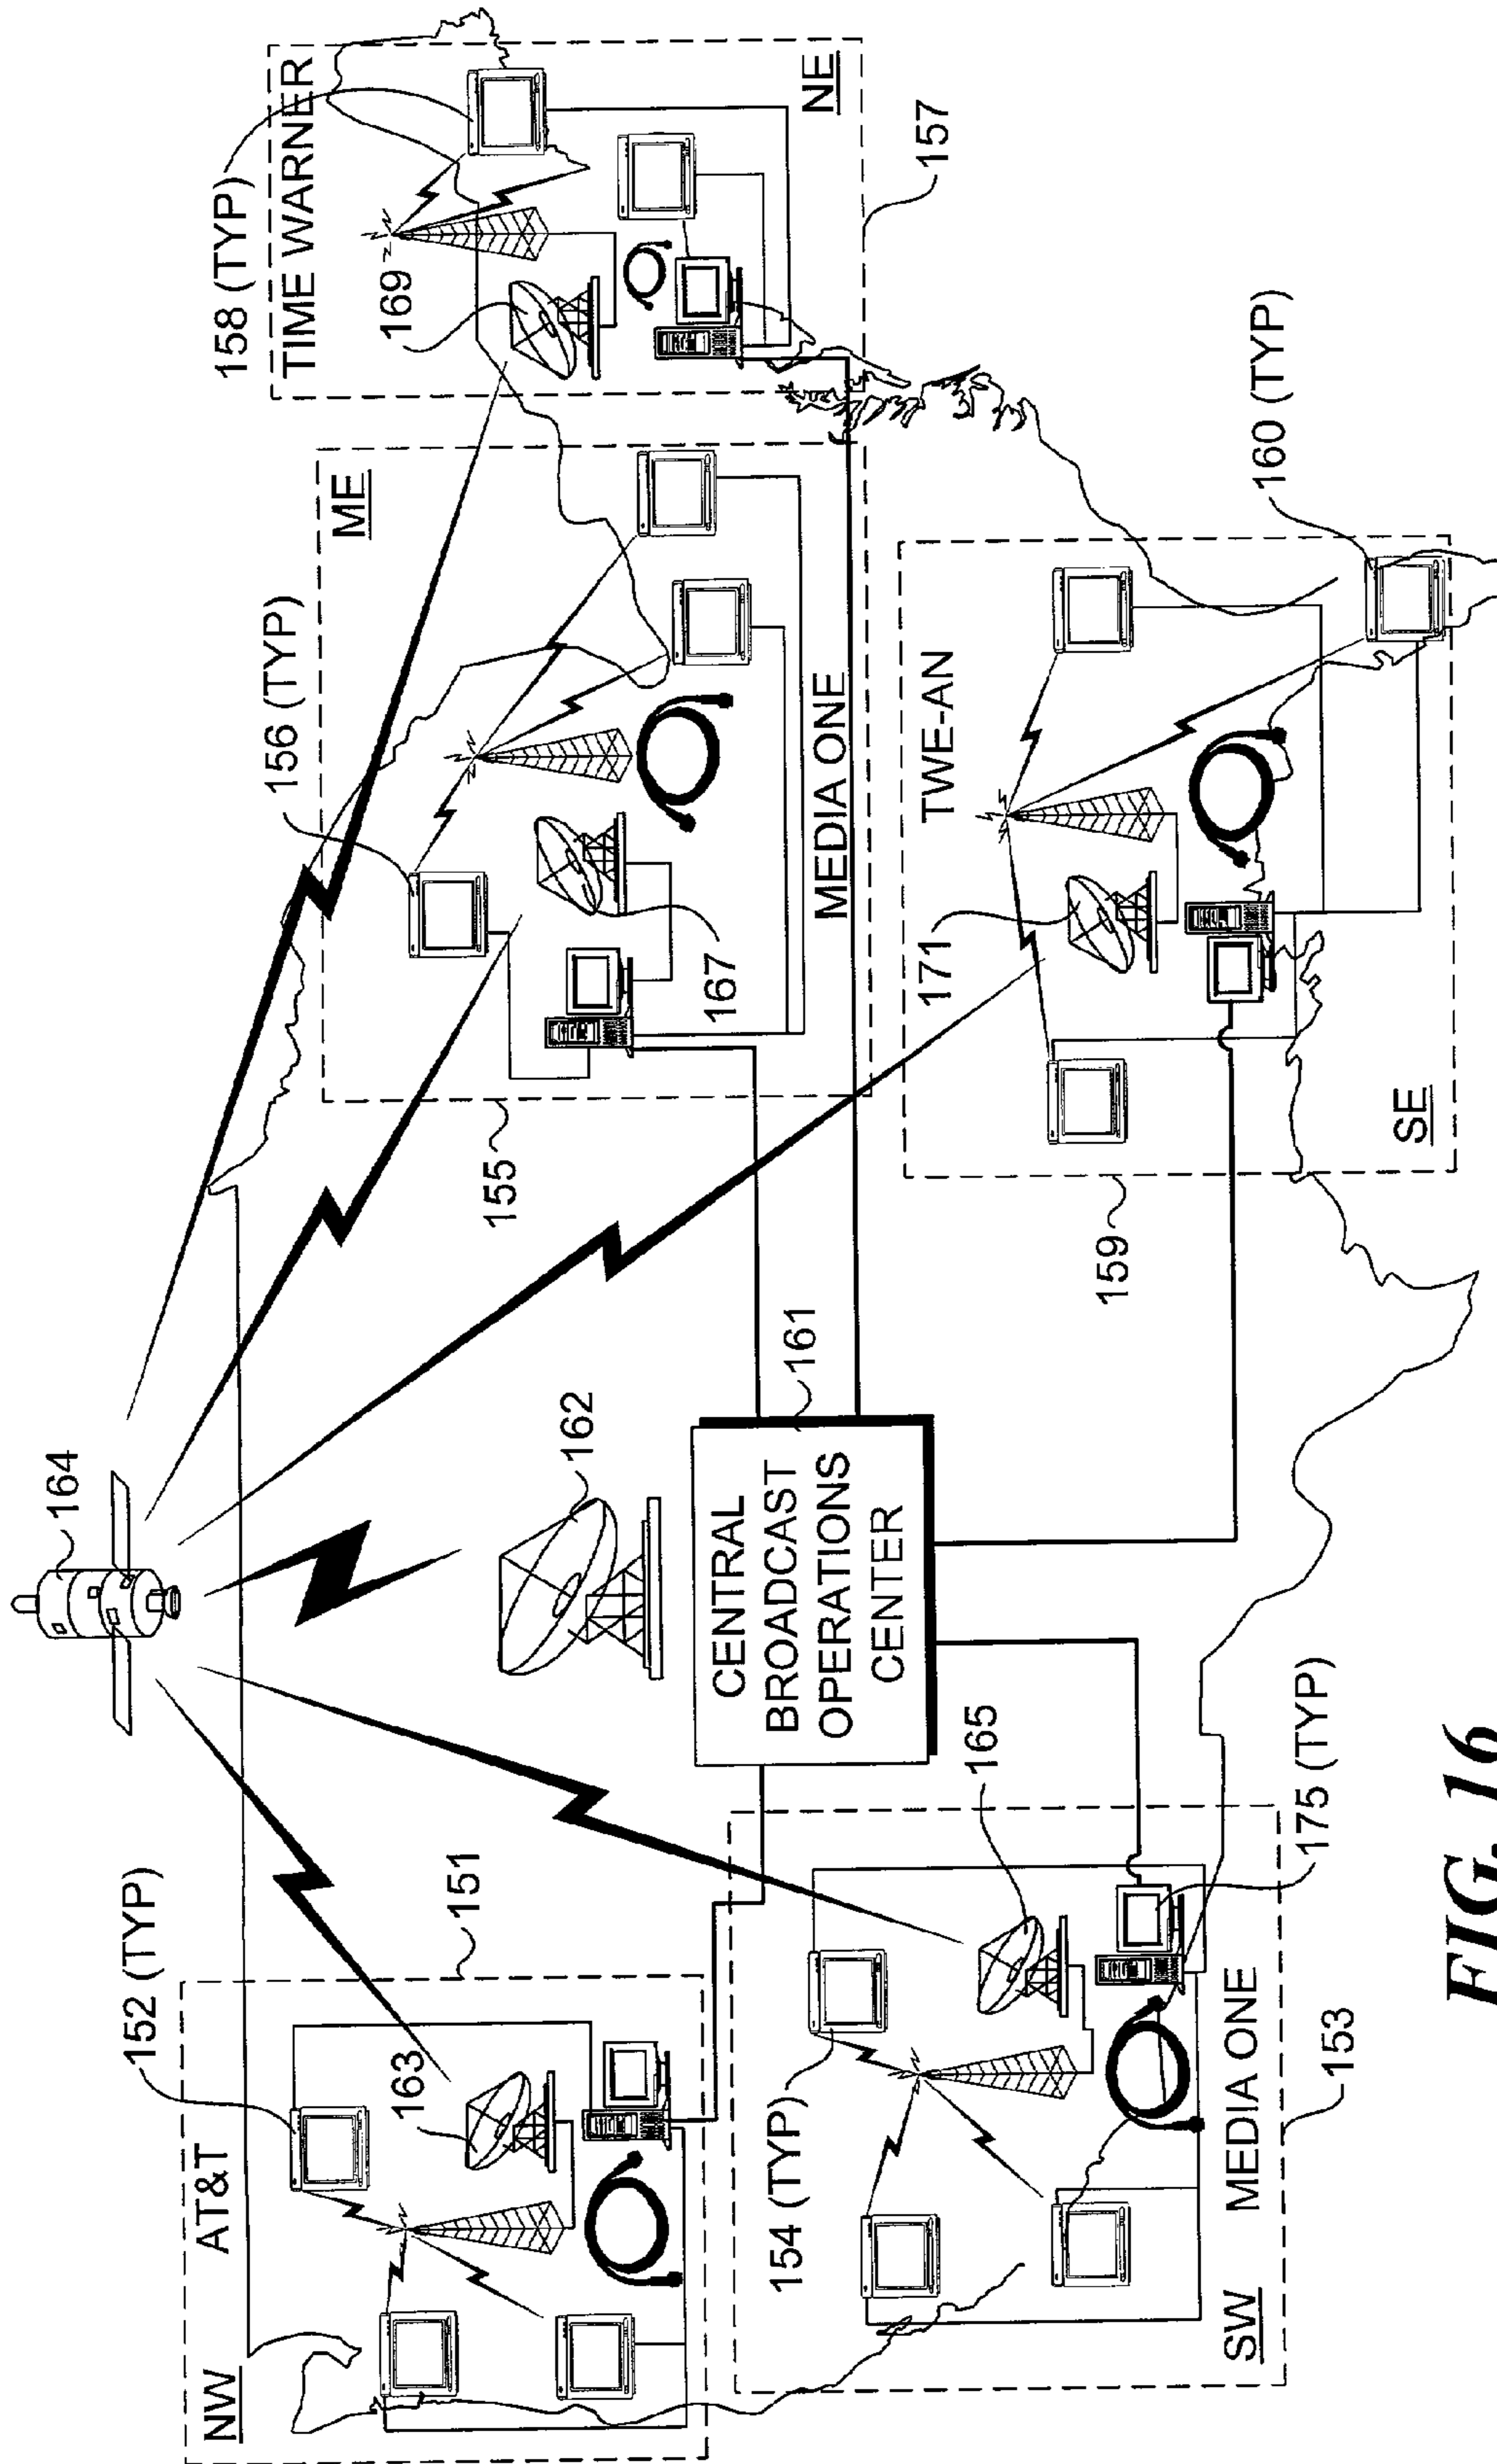 164
152 (TYP)
151
NW
AT&T
163
154 (TYP)
165
175 (TYP)
SW
MEDIA ONE
153
162
161
CENTRAL
BROADCAST
OPERATIONS
CENTER
156 (TYP)
ME
155
167
MEDIA ONE
158 (TYP)
TIME WARNER
169
NE
157
159
171
TWE-AN
SE
160 (TYP)
FIG. 16